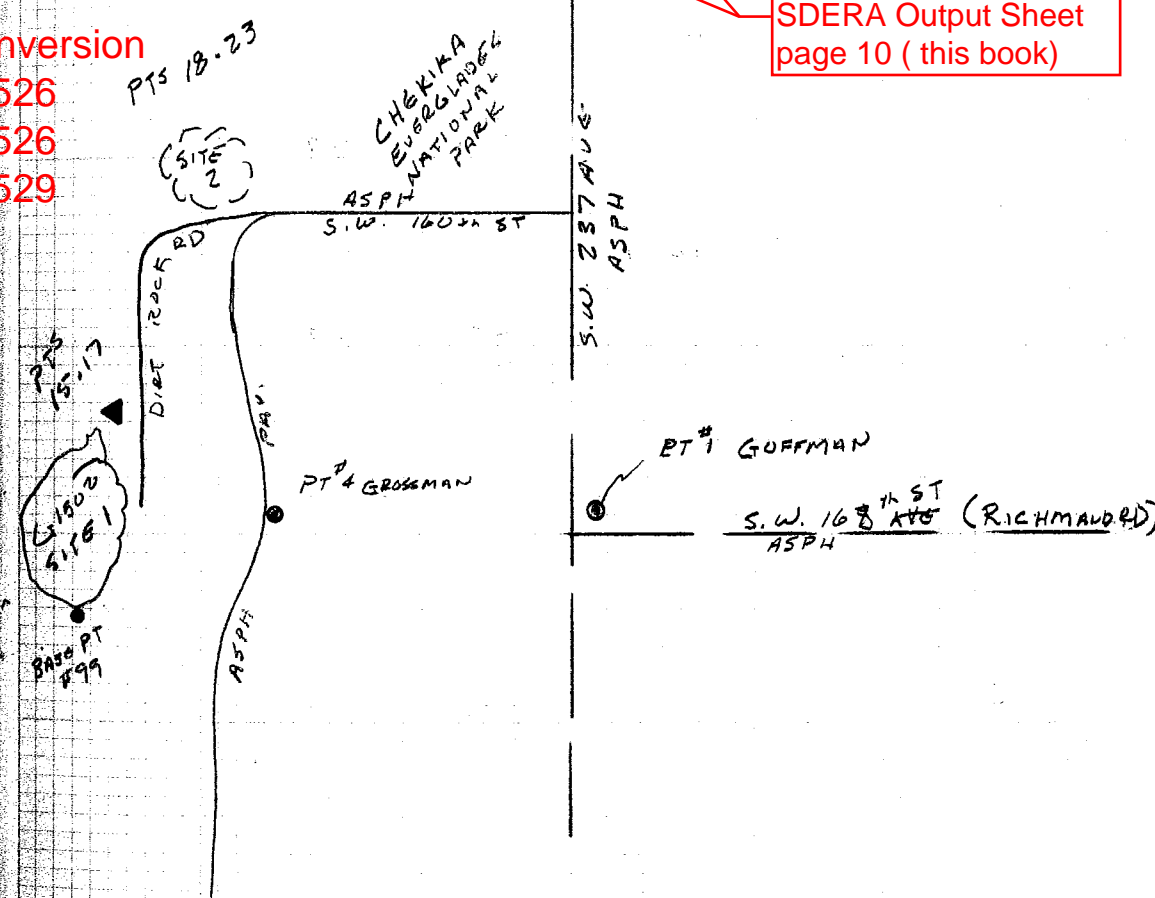 nversion
526
526
529
SDERA Output Sheet
page 10 ( this book)
PTS 18-23
SITE
2
CHEKIKA
EVERGLADES
NATIONAL
PARK
ASPH
S.W. 160th ST
S.W. 237 AVE
ASPH
DIRT ROCK RD
PTS
15-17
SITE 1
BASE PT
#99
PT #4 GROSSMAN
ASPH
PT #1 GOFFMAN
S.W. 168th ST AVE (RICHMAUD RD)
ASPH